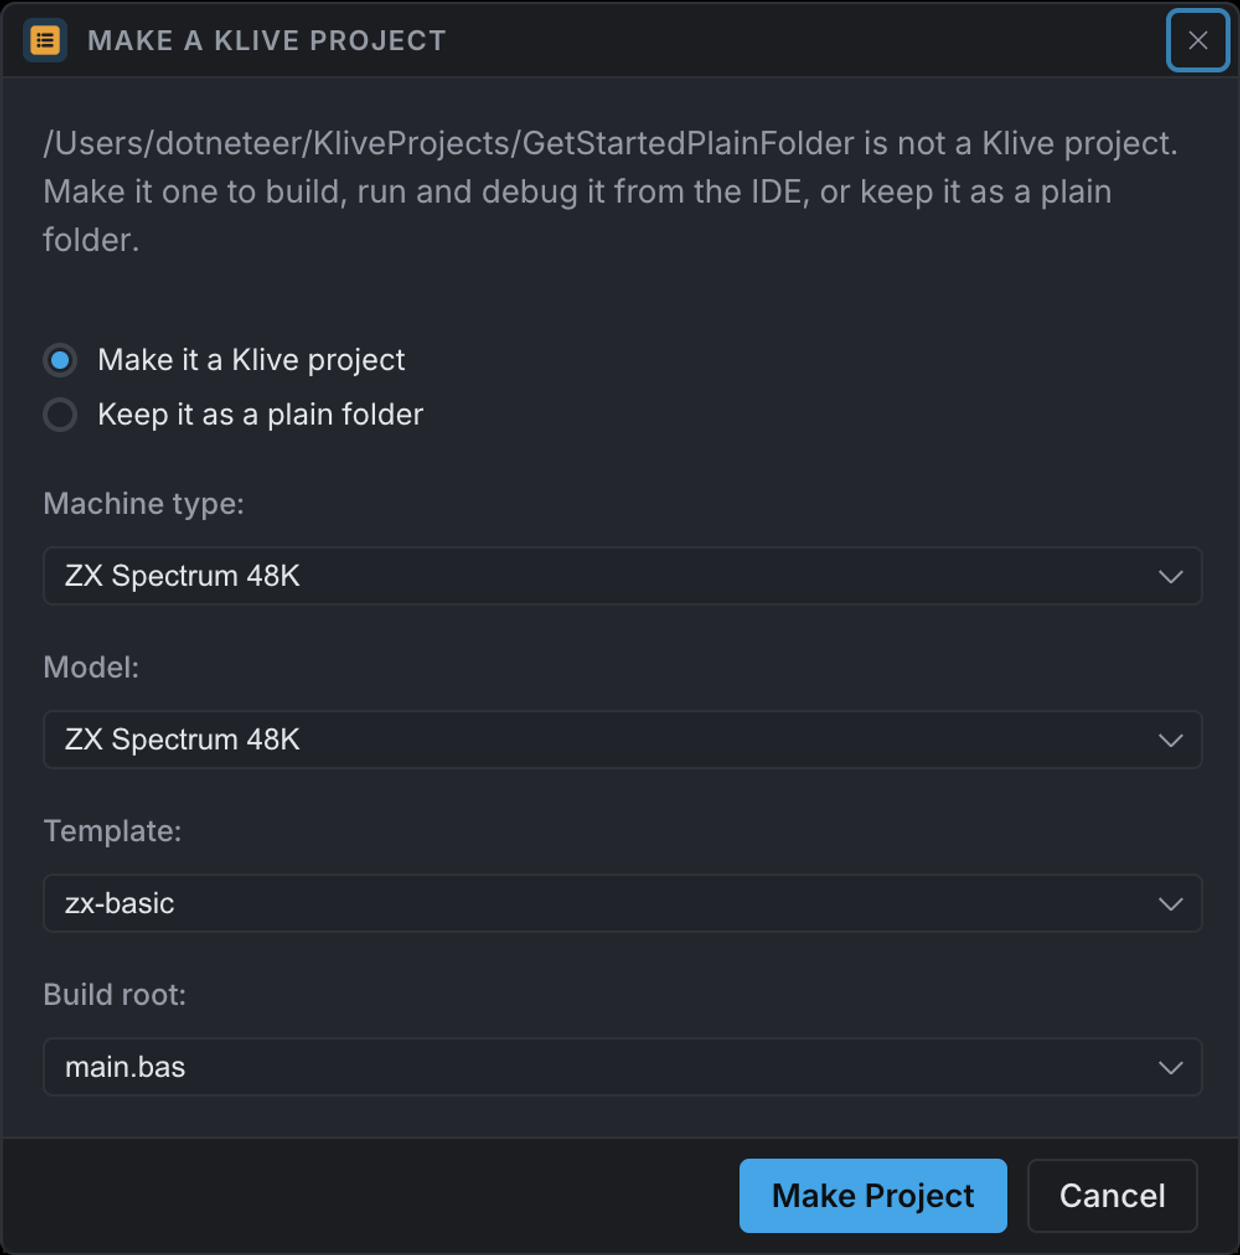 MAKE A KLIVE PROJECT
/Users/dotneteer/KliveProjects/GetStartedPlainFolder is not a Klive project.
Make it one to build, run and debug it from the IDE, or keep it as a plain
folder.
Make it a Klive project
Keep it as a plain folder
Machine type:
ZX Spectrum 48K
Model:
ZX Spectrum 48K
Template:
zx-basic
Build root:
main.bas
Make Project
Cancel